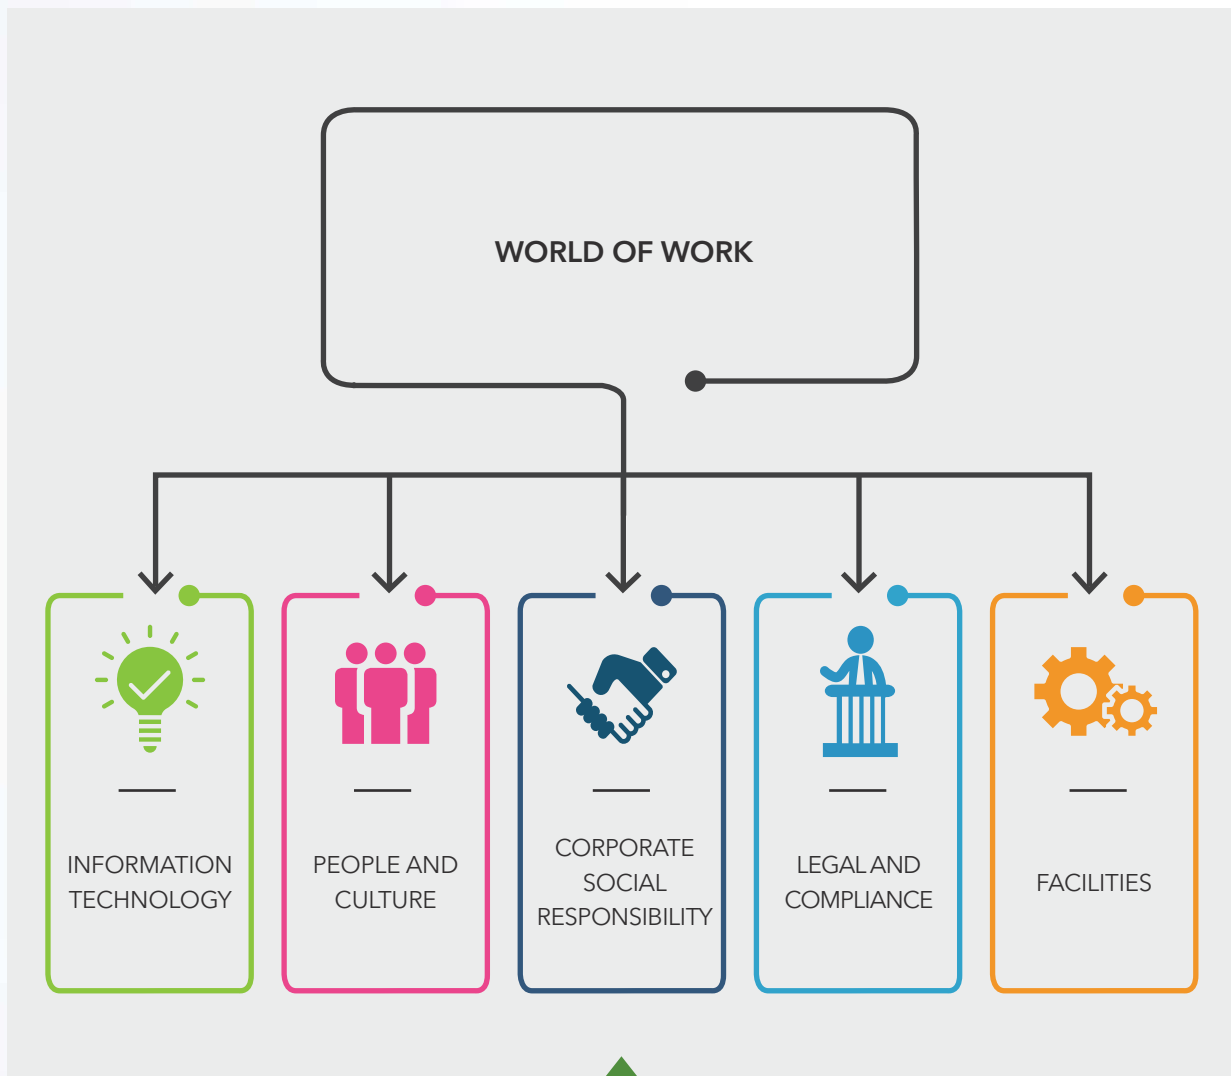 WORLD OF WORK
INFORMATION
TECHNOLOGY
PEOPLE AND
CULTURE
CORPORATE
SOCIAL
RESPONSIBILITY
LEGAL AND
COMPLIANCE
FACILITIES